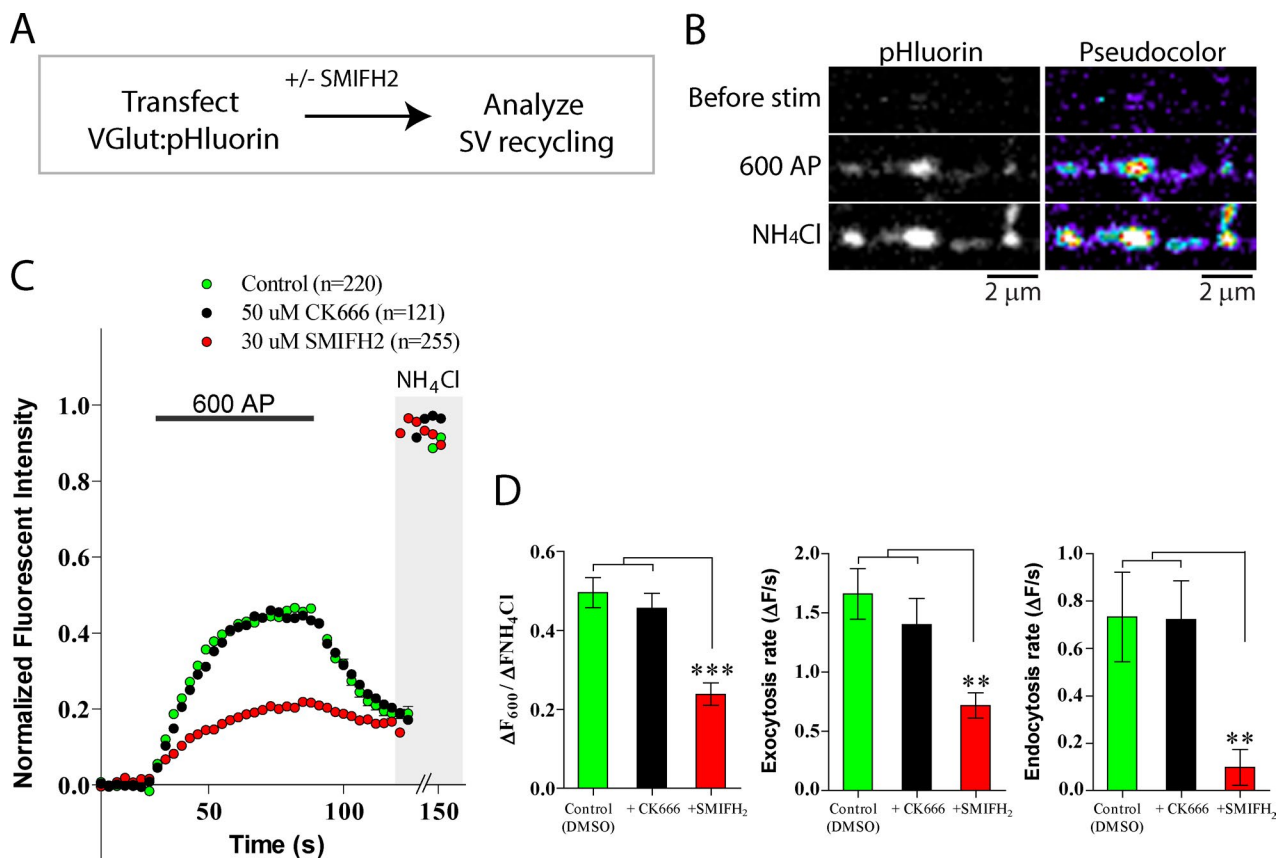 A
+/- SMIFH2
Transfect
VGlut:pHluorin
Analyze
SV recycling
B
pHluorin
Pseudocolor
Before stim
600 AP
NH₄Cl
2 μm
2 μm
C
Control (n=220)
50 uM CK666 (n=121)
30 uM SMIFH2 (n=255)
NH₄Cl
600 AP
Normalized Fluorescent Intensity
1.0
0.8
0.6
0.4
0.2
0.0
50
100
150
Time (s)
D
ΔF₆₀₀/ ΔFNH₄Cl
0.6
0.4
0.2
0.0
***
Control
(DMSO)
+ CK666
+SMIFH₂
Exocytosis rate (ΔF/s)
2.0
1.5
1.0
0.5
0.0
**
Control
(DMSO)
+ CK666
+SMIFH₂
Endocytosis rate (ΔF/s)
1.0
0.8
0.6
0.4
0.2
0.0
**
Control
(DMSO)
+ CK666
+SMIFH₂